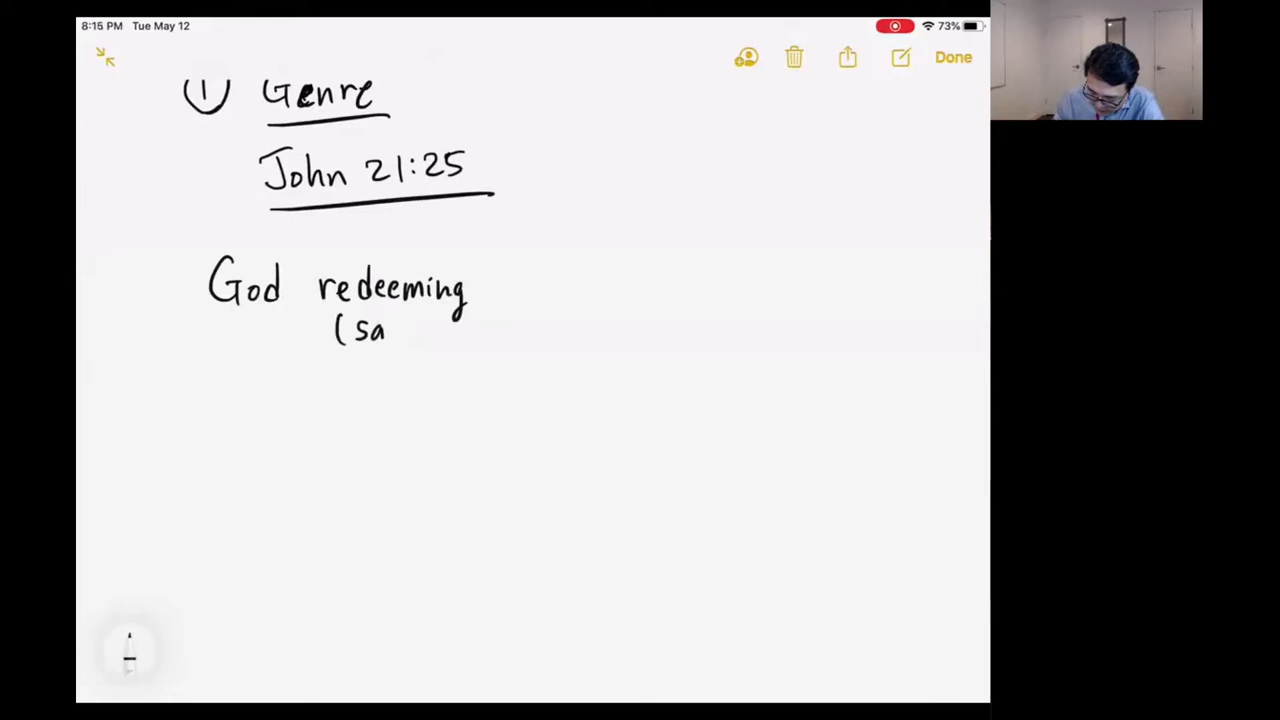 8:15 PM Tue May 12 73%
Done
1 Genre
John 21:25
God redeeming
(sa